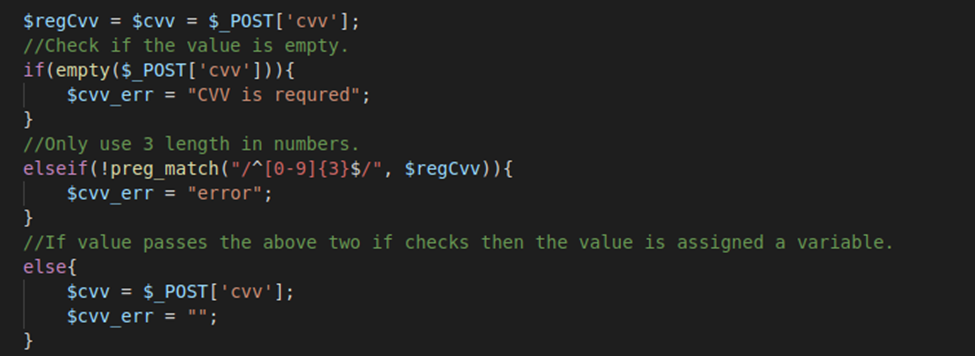 $regCvv = $cvv = $_POST['cvv'];
//Check if the value is empty.
if(empty($_POST['cvv'])){
    $cvv_err = "CVV is requred";
}
//Only use 3 length in numbers.
elseif(!preg_match("/^[0-9]{3}$/", $regCvv)){
    $cvv_err = "error";
}
//If value passes the above two if checks then the value is assigned a variable.
else{
    $cvv = $_POST['cvv'];
    $cvv_err = "";
}